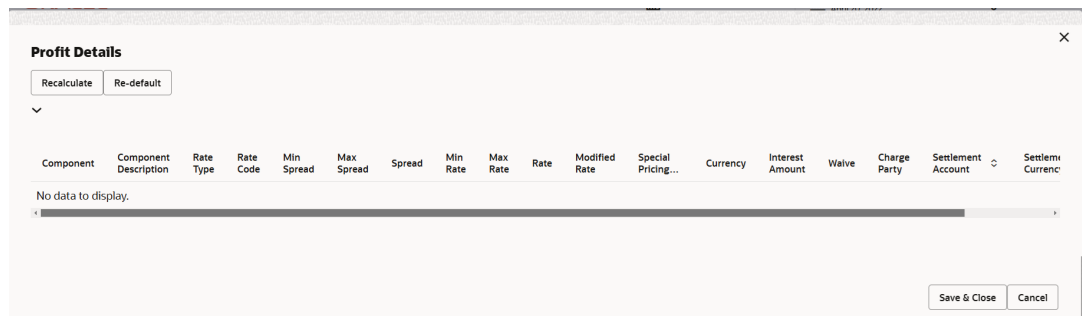 Profit Details
Recalculate Re-default
Component Component Description Rate Type Rate Code Min Spread Max Spread Spread Min Rate Max Rate Rate Modified Rate Special Pricing... Currency Interest Amount Waive Charge Party Settlement Account
No data to display.
Save & Close Cancel